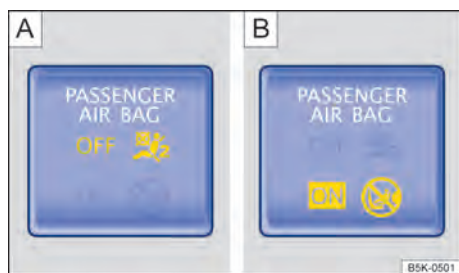 A
PASSENGER
AIR BAG
OFF
B
PASSENGER
AIR BAG
ON
B5K-0501